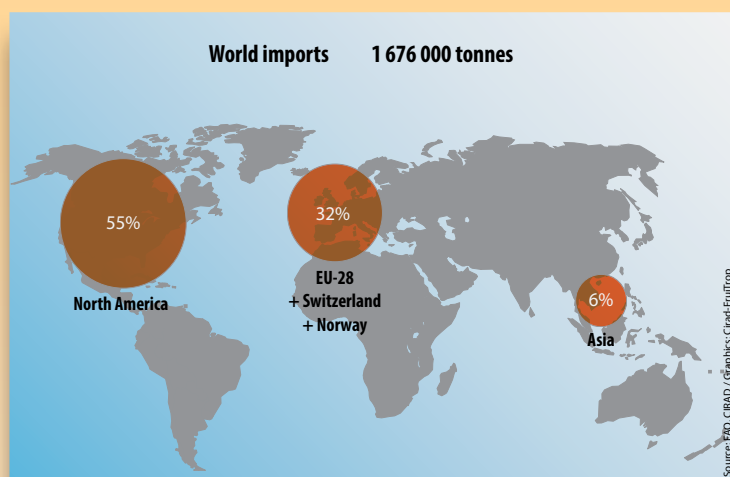 World imports 1 676 000 tonnes
55%
North America
32%
EU-28
+ Switzerland
+ Norway
6%
Asia
Source: FAO, CIRAD / Graphics: Cirad-FruiTrop